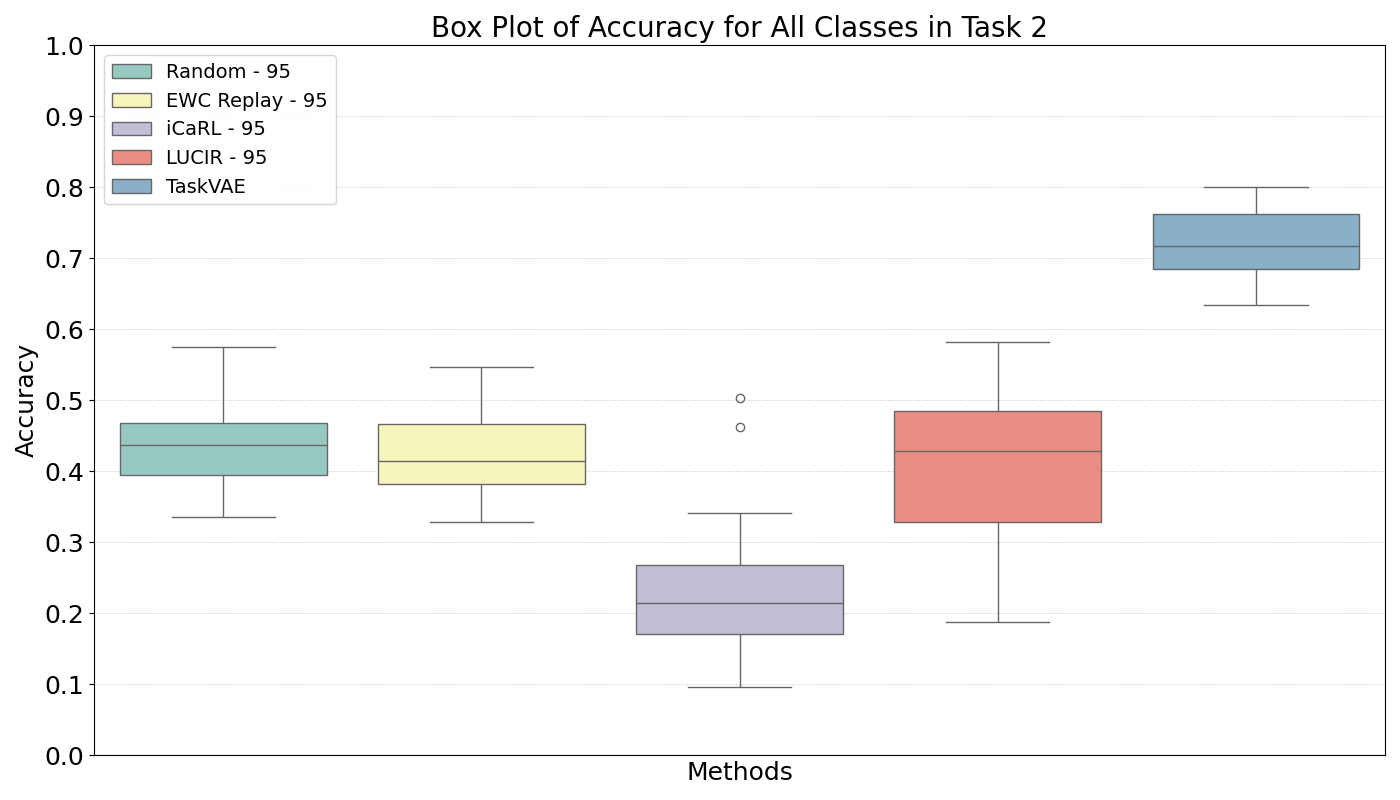 Box Plot of Accuracy for All Classes in Task 2
1.0
0.9
0.8
0.7
0.6
0.5
0.4
0.3
0.2
0.1
0.0
Accuracy
Random - 95
EWC Replay - 95
iCaRL - 95
LUCIR - 95
TaskVAE
Methods